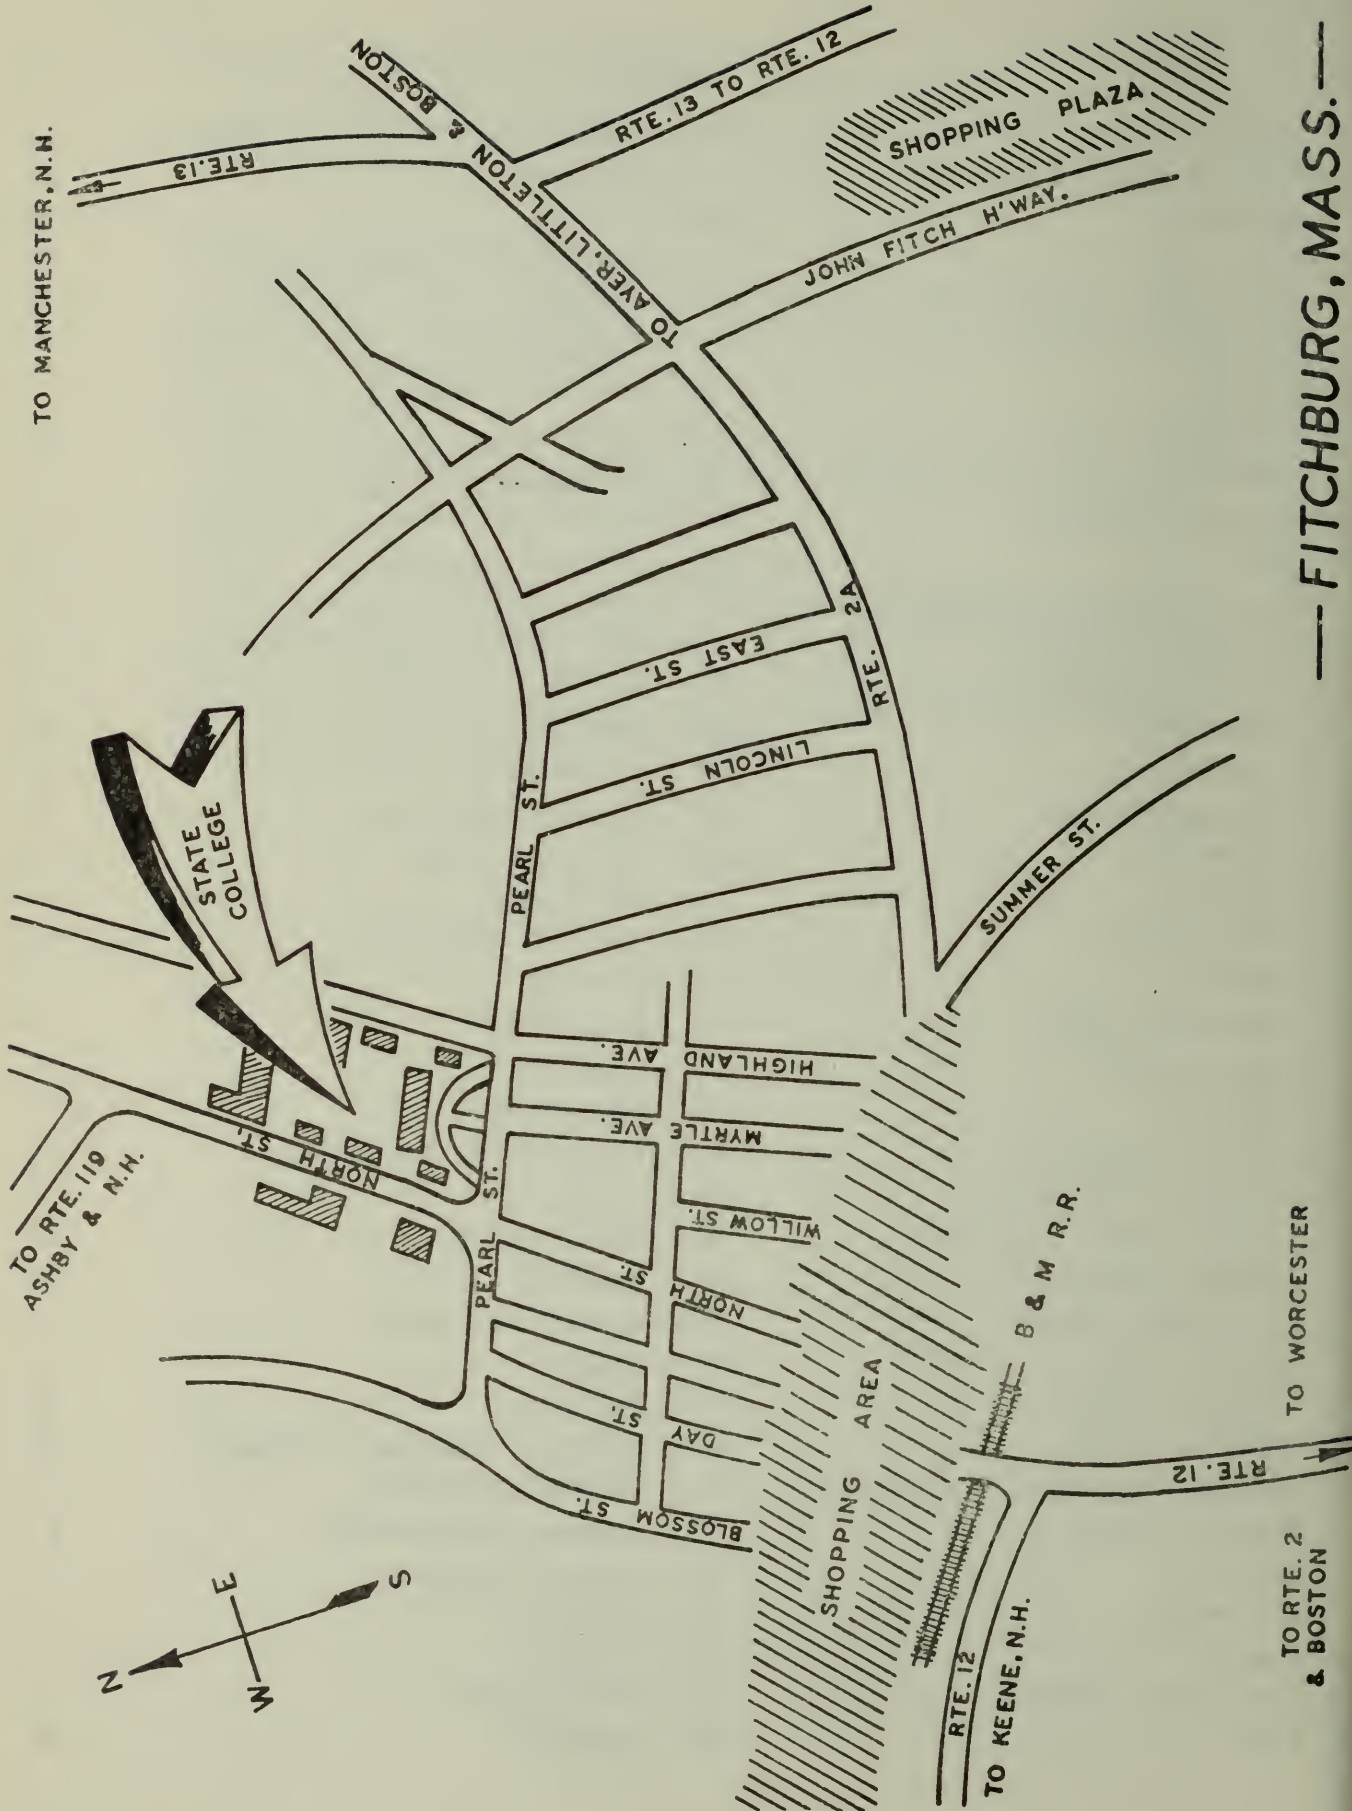 TO MANCHESTER, N.H.
RTE. 13
TO AYER, LITTLETON & BOSTON
RTE. 13 TO RTE. 12
SHOPPING PLAZA
JOHN FITCH H'WAY.
STATE
COLLEGE
PEARL ST.
EAST ST.
LINCOLN ST.
RTE. 2A
SUMMER ST.
TO RTE. 119
ASHBY & N.H.
NORTH ST.
PEARL ST.
HIGHLAND AVE.
MYRTLE AVE.
WILLOW ST.
NORTH ST.
DAY ST.
BLOSSOM ST.
SHOPPING AREA
B & M R.R.
N
E
W
S
RTE. 12
TO KEENE, N.H.
RTE. 12
TO RTE. 2
& BOSTON
TO WORCESTER
— FITCHBURG, MASS. —